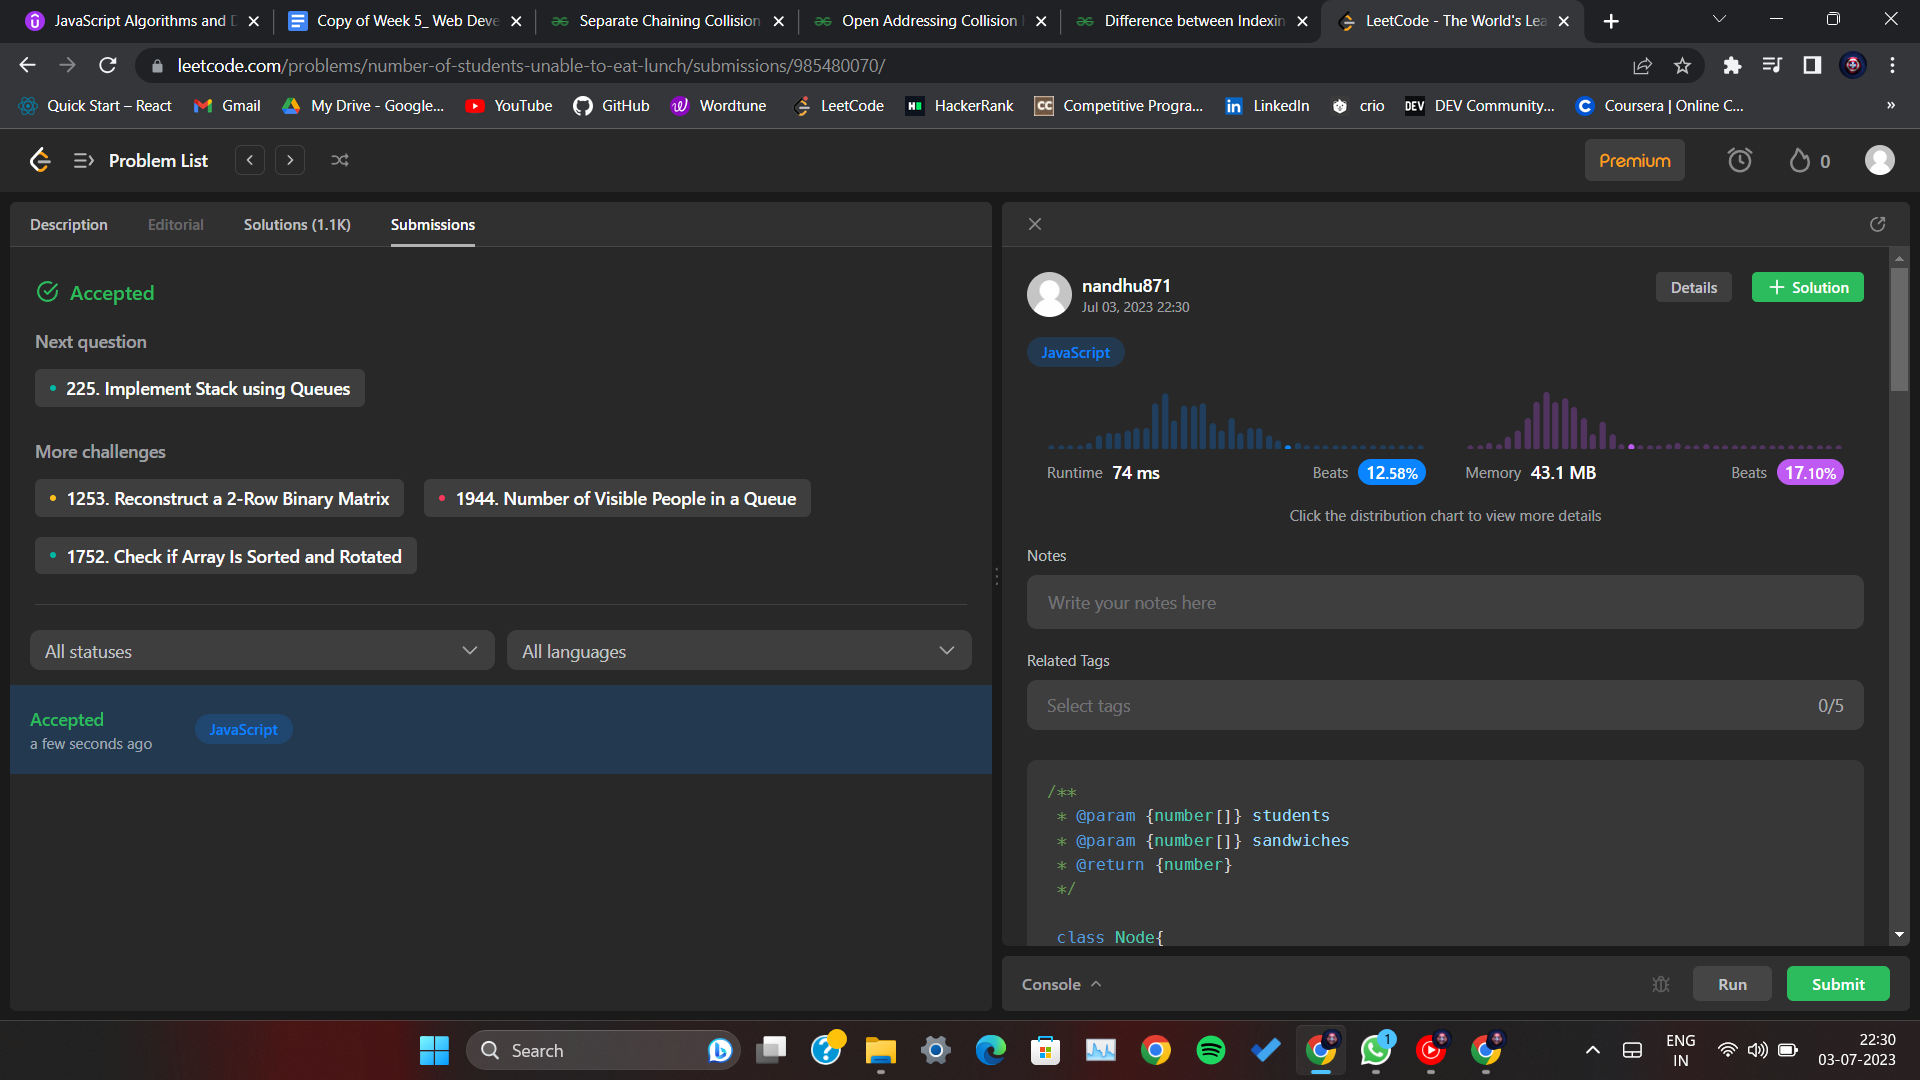 JavaScript Algorithms and D
Copy of Week 5_ Web Deve
Separate Chaining Collision
Open Addressing Collision
Difference between Indexin
LeetCode - The World's Lea
leetcode.com/problems/number-of-students-unable-to-eat-lunch/submissions/985480070/
Quick Start – React
Gmail
My Drive - Google...
YouTube
GitHub
Wordtune
LeetCode
HackerRank
CC
Competitive Progra...
LinkedIn
crio
DEV
DEV Community...
Coursera | Online C...
»
Problem List
Premium
0
Description
Editorial
Solutions (1.1K)
Submissions
Accepted
Next question
225. Implement Stack using Queues
More challenges
1253. Reconstruct a 2-Row Binary Matrix
1944. Number of Visible People in a Queue
1752. Check if Array Is Sorted and Rotated
All statuses
All languages
Accepted
a few seconds ago
JavaScript
nandhu871
Jul 03, 2023 22:30
Details
+ Solution
JavaScript
Runtime 74 ms
Beats 12.58%
Memory 43.1 MB
Beats 17.10%
Click the distribution chart to view more details
Notes
Write your notes here
Related Tags
Select tags
0/5
/**
* @param {number[]} students
* @param {number[]} sandwiches
* @return {number}
*/
class Node{
Console
Run
Submit
Search
1
ENG
IN
22:30
03-07-2023